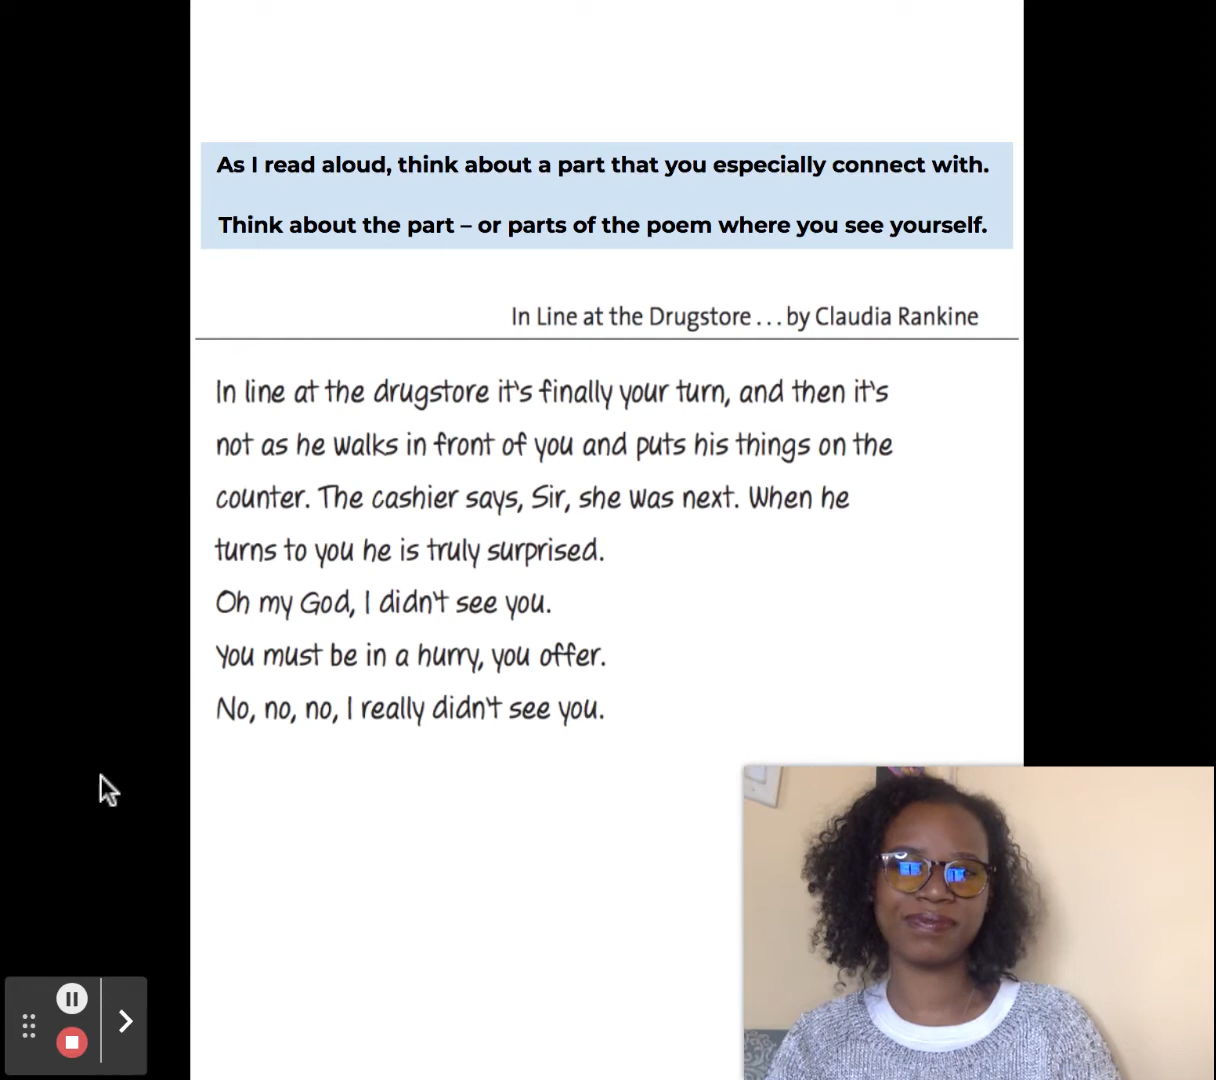 As I read aloud, think about a part that you especially connect with.
Think about the part – or parts of the poem where you see yourself.
In Line at the Drugstore . . . by Claudia Rankine
In line at the drugstore it's finally your turn, and then it's
not as he walks in front of you and puts his things on the
counter. The cashier says, Sir, she was next. When he
turns to you he is truly surprised.
Oh my God, I didn't see you.
You must be in a hurry, you offer.
No, no, no, I really didn't see you.